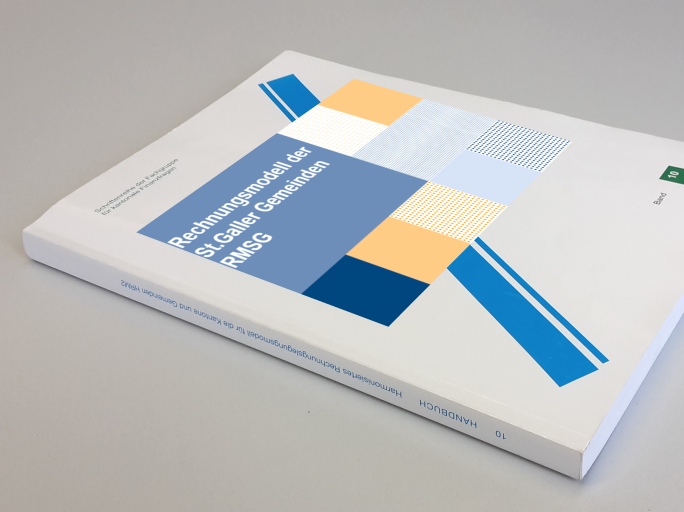 Schriftenreihe der Fachgruppe
für kantonale Finanzfragen
Rechnungsmodell der
St.Galler Gemeinden
RMSG
Band
10
10 HANDBUCH Harmonisiertes Rechnungslegungsmodell für die Kantone und Gemeinden HRM2